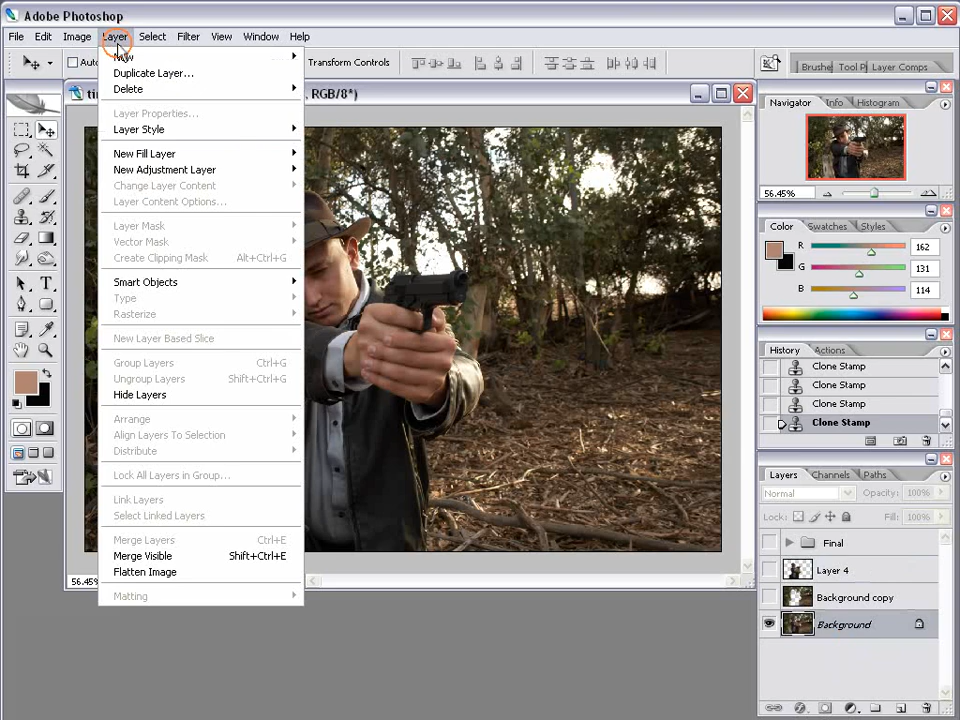 Adobe Photoshop
File Edit Image Layer Select Filter View Window Help
Transform Controls
Tool P Layer Comps
New
Duplicate Layer...
Delete
Layer Properties...
Layer Style
New Fill Layer
New Adjustment Layer
Change Layer Content
Layer Content Options...
Layer Mask
Vector Mask
Create Clipping Mask Alt+Ctrl+G
Smart Objects
Type
Rasterize
New Layer Based Slice
Group Layers Ctrl+G
Ungroup Layers Shift+Ctrl+G
Hide Layers
Arrange
Align Layers To Selection
Distribute
Lock All Layers in Group...
Link Layers
Select Linked Layers
Merge Layers Ctrl+E
Merge Visible Shift+Ctrl+E
Flatten Image
Matting
, RGB/8*)
56.45%
Navigator Info Histogram
56.45%
Color Swatches Styles
R 162
G 131
B 114
History Actions
Clone Stamp
Clone Stamp
Clone Stamp
Clone Stamp
Layers Channels Paths
Normal Opacity: 100%
Lock: Fill: 100%
Final
Layer 4
Background copy
Background